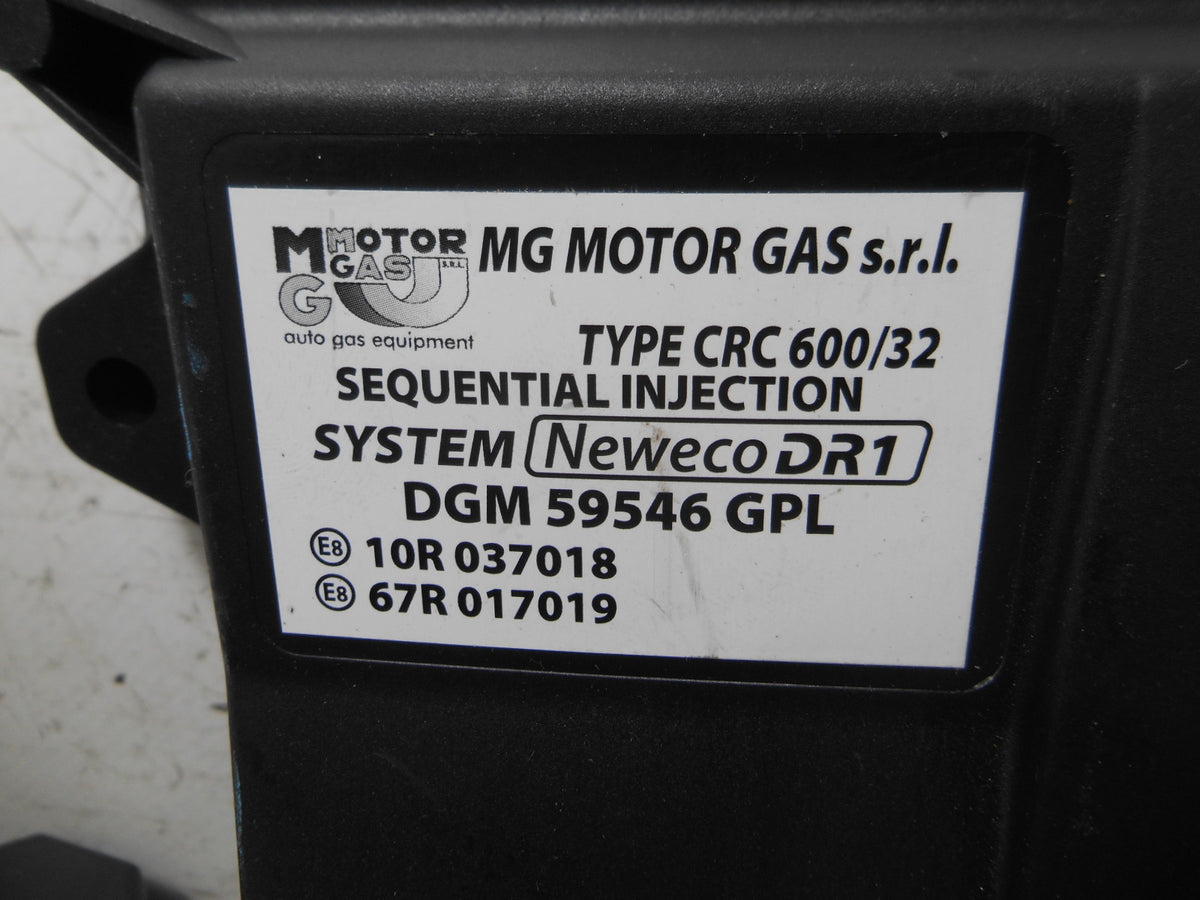 M MOTOR
GAS S.R.L.
G
auto gas equipment
MG MOTOR GAS s.r.l.
TYPE CRC 600/32
SEQUENTIAL INJECTION
SYSTEM Neweco DR1
DGM 59546 GPL
E8 10R 037018
E8 67R 017019